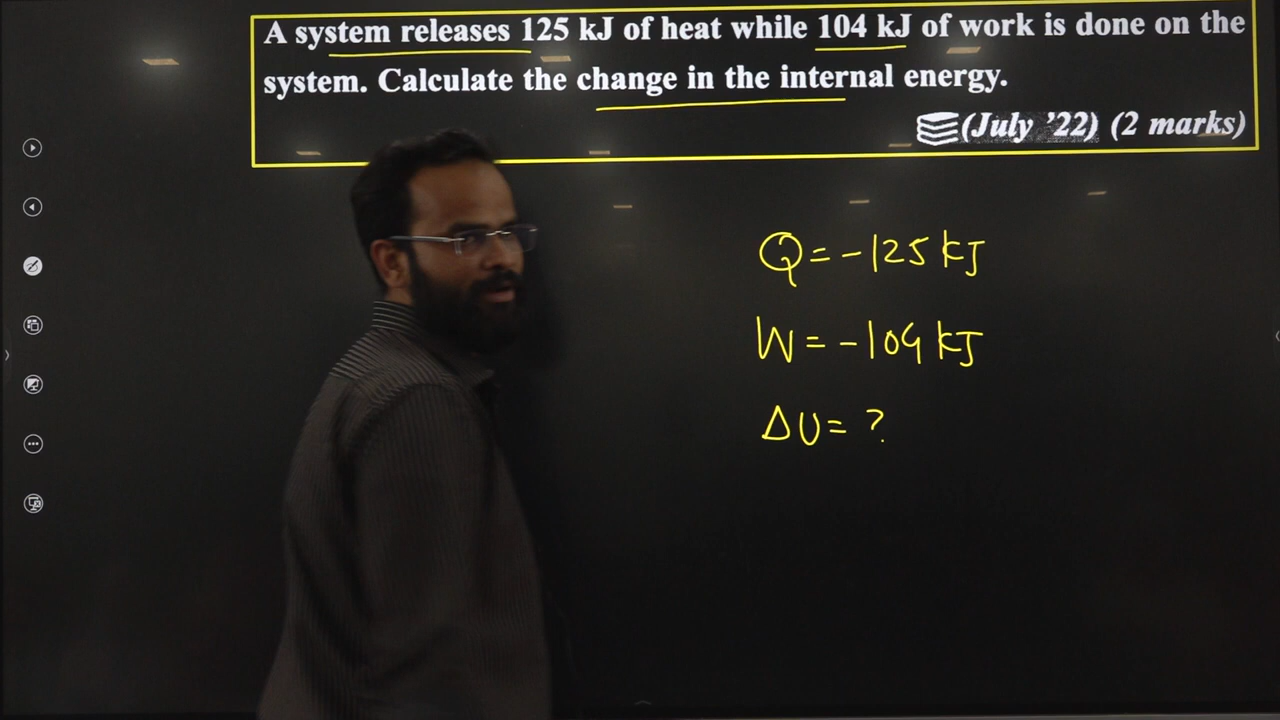 A system releases 125 kJ of heat while 104 kJ of work is done on the
system. Calculate the change in the internal energy.
(July ’22) (2 marks)
Q = -125 kJ
W = -104 kJ
ΔU = ?